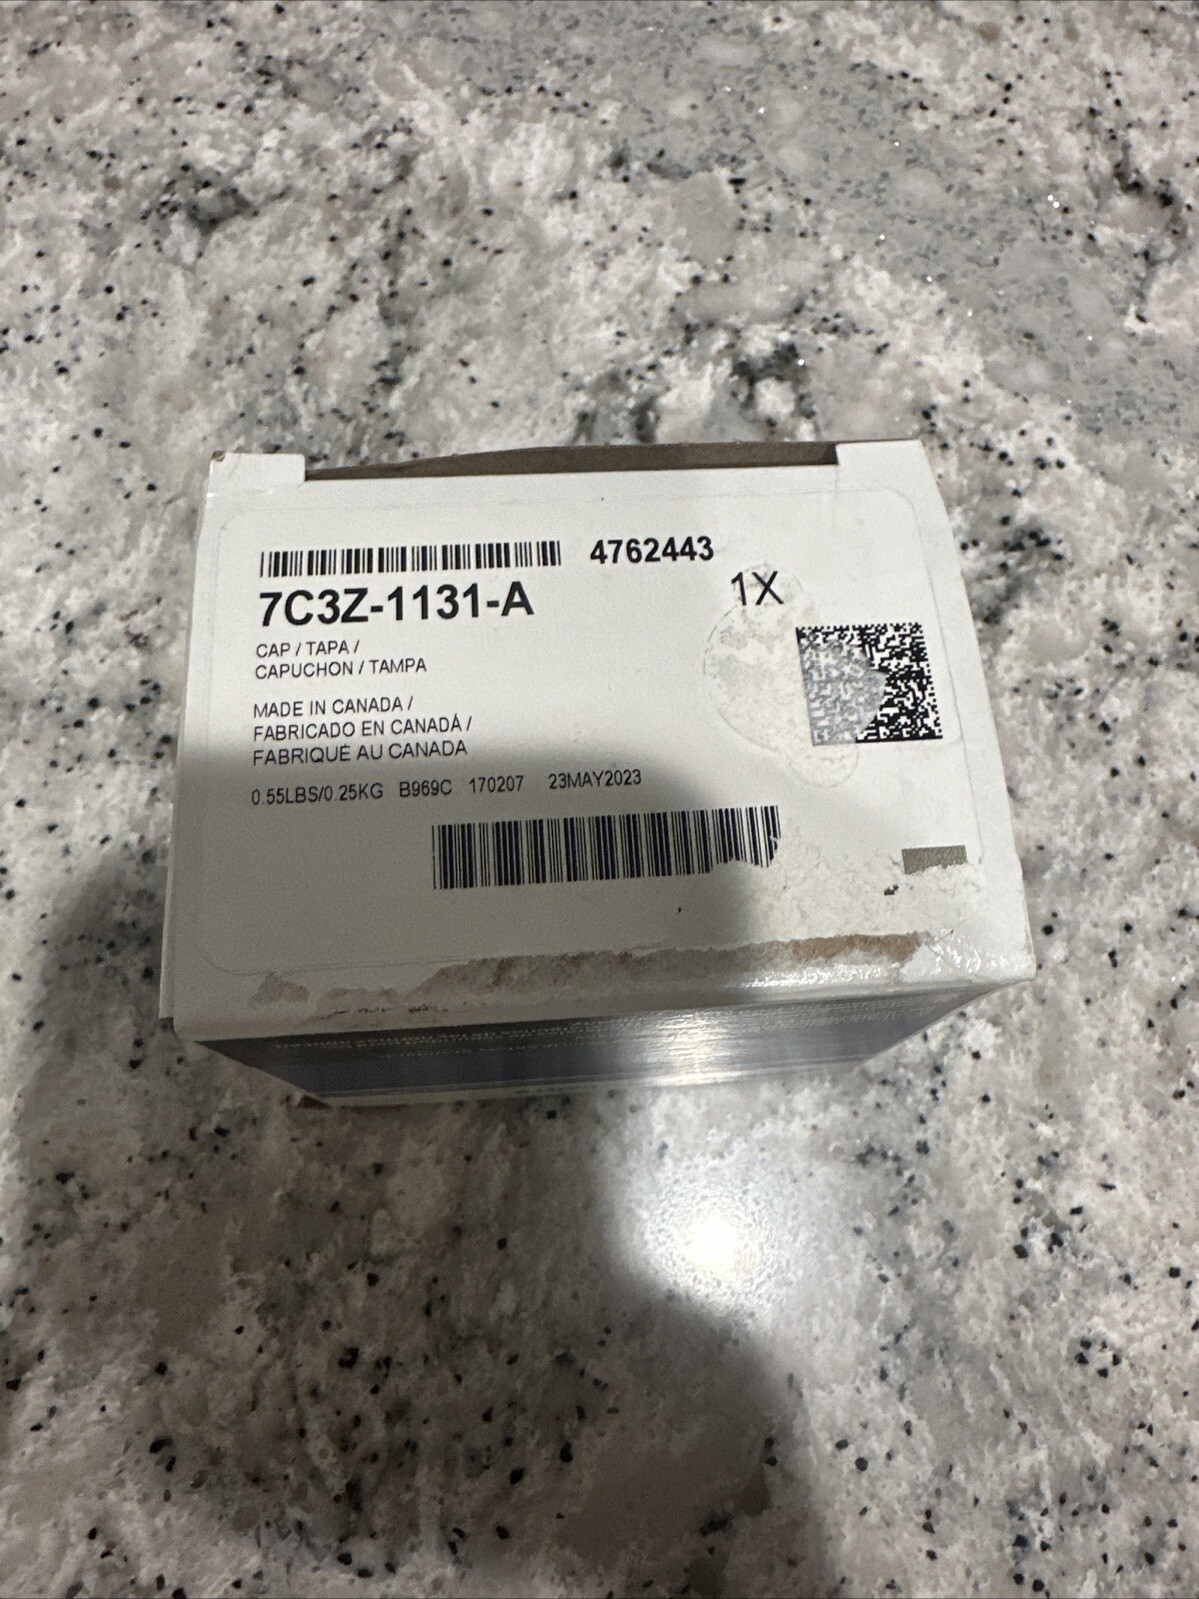 4762443
7C3Z-1131-A
1X
CAP / TAPA /
CAPUCHON / TAMPA
MADE IN CANADA /
FABRICADO EN CANADÁ /
FABRIQUÉ AU CANADA
0.55LBS/0.25KG B969C 170207 23MAY2023